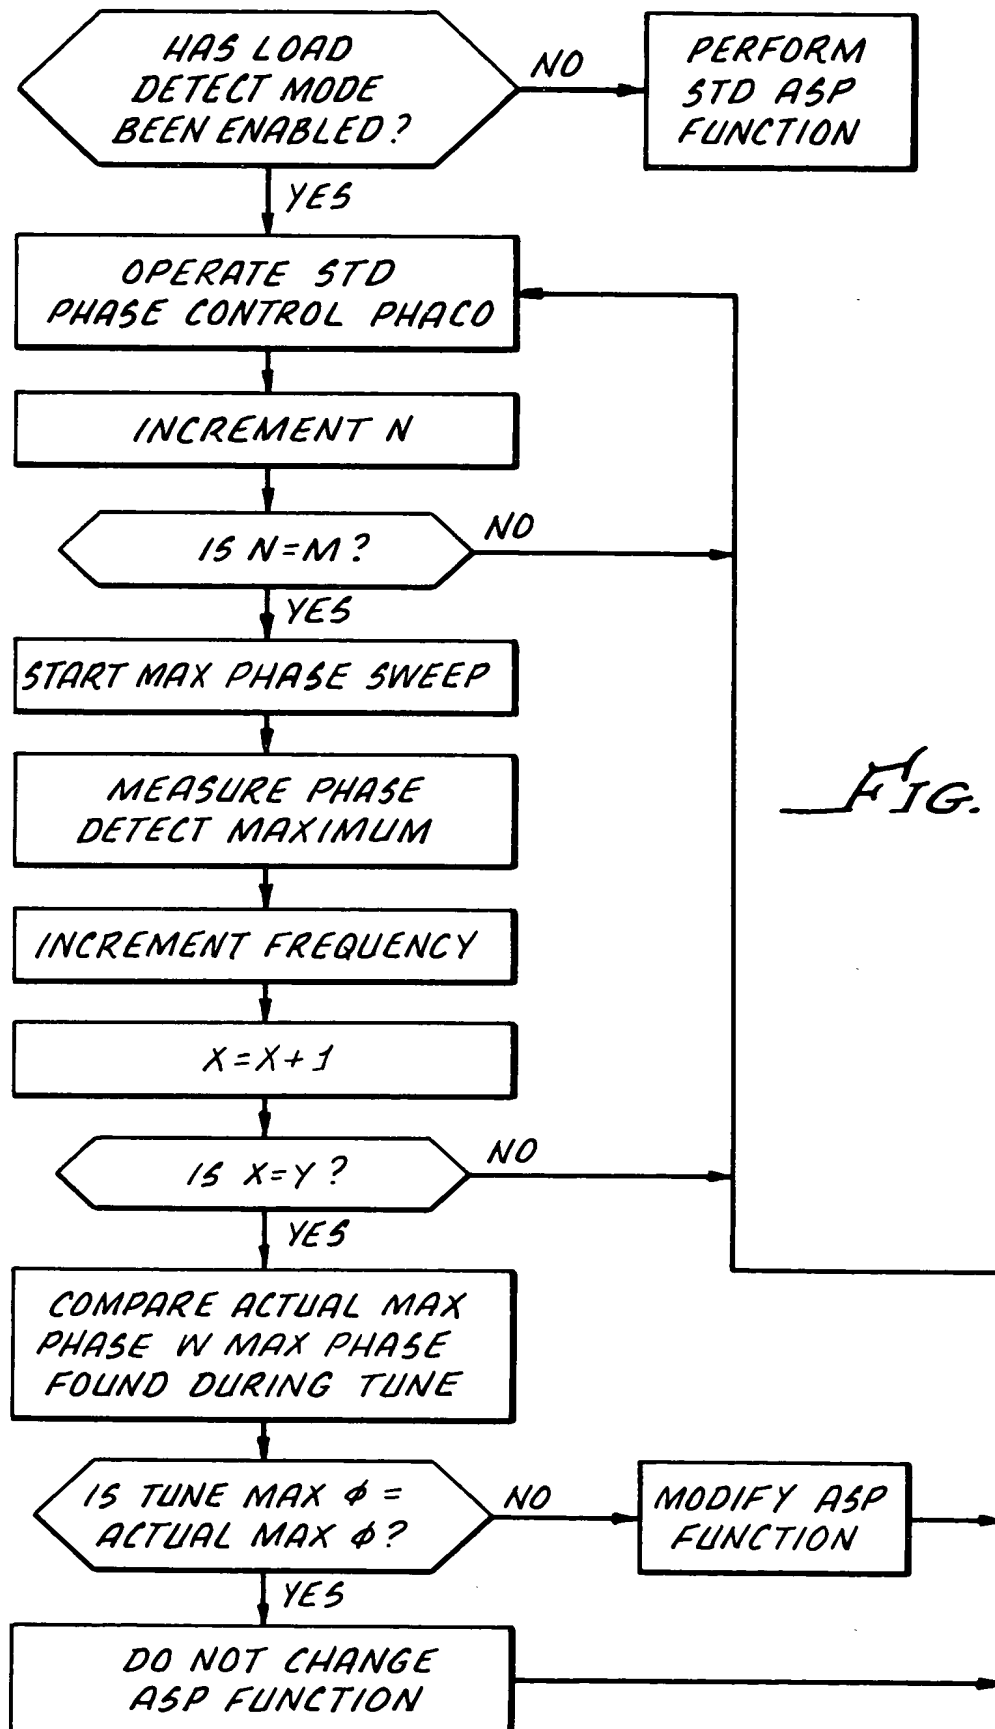 HAS LOAD
DETECT MODE
BEEN ENABLED?
NO
PERFORM
STD ASP
FUNCTION
YES
OPERATE STD
PHASE CONTROL PHACO
INCREMENT N
IS N=M?
NO
YES
START MAX PHASE SWEEP
MEASURE PHASE
DETECT MAXIMUM
FIG.
INCREMENT FREQUENCY
X=X+1
IS X=Y?
NO
YES
COMPARE ACTUAL MAX
PHASE W MAX PHASE
FOUND DURING TUNE
IS TUNE MAX ϕ =
ACTUAL MAX ϕ?
NO
MODIFY ASP
FUNCTION
YES
DO NOT CHANGE
ASP FUNCTION